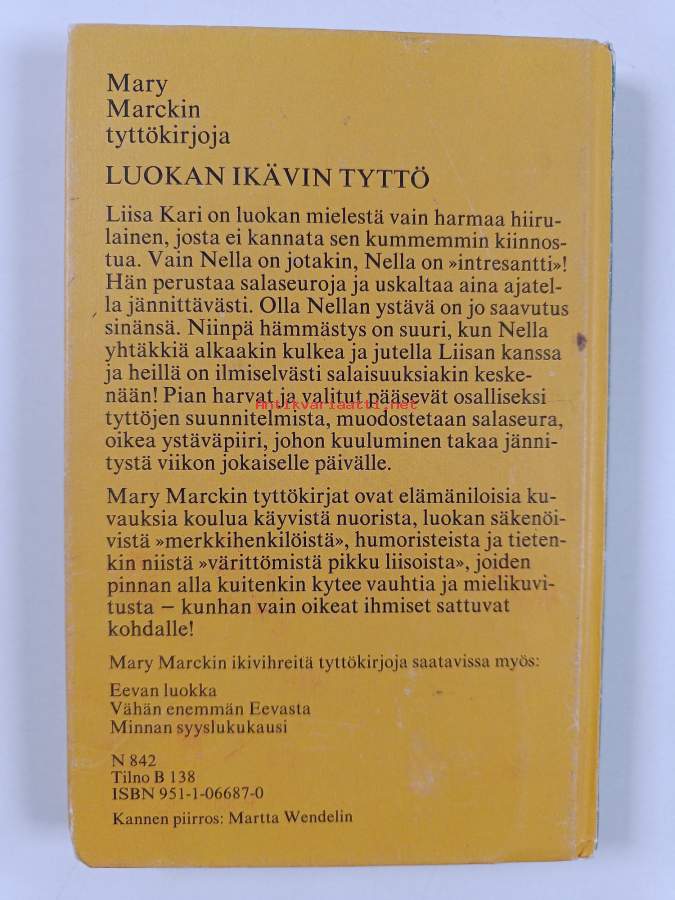 Mary
Marckin
tyttökirjoja
LUOKAN IKÄVIN TYTTÖ
Liisa Kari on luokan mielestä vain harmaa hiiru-
lainen, josta ei kannata sen kummemmin kiinnos-
tua. Vain Nella on jotakin, Nella on »intresantti»!
Hän perustaa salaseuroja ja uskaltaa aina ajatel-
la jännittävästi. Olla Nellan ystävä on jo saavutus
sinänsä. Niinpä hämmästys on suuri, kun Nella
yhtäkkiä alkaakin kulkea ja jutella Liisan kanssa
ja heillä on ilmiselvästi salaisuuksiakin keske-
nään! Pian harvat ja valitut pääsevät osalliseksi
Antikvariaatti.net
tyttöjen suunnitelmista, muodostetaan salaseura,
oikea ystäväpiiri, johon kuuluminen takaa jänni-
tystä viikon jokaiselle päivälle.
Mary Marckin tyttökirjat ovat elämäniloisia ku-
vauksia koulua käyvistä nuorista, luokan säkenöi-
vistä »merkkihenkilöistä», humoristeista ja tieten-
kin niistä »värittömistä pikku liisoista», joiden
pinnan alla kuitenkin kytee vauhtia ja mielikuvi-
tusta – kunhan vain oikeat ihmiset sattuvat
kohdalle!
Mary Marckin ikivihreitä tyttökirjoja saatavissa myös:
Eevan luokka
Vähän enemmän Eevasta
Minnan syyslukukausi
N 842
Tilno B 138
ISBN 951-1-06687-0
Kannen piirros: Martta Wendelin